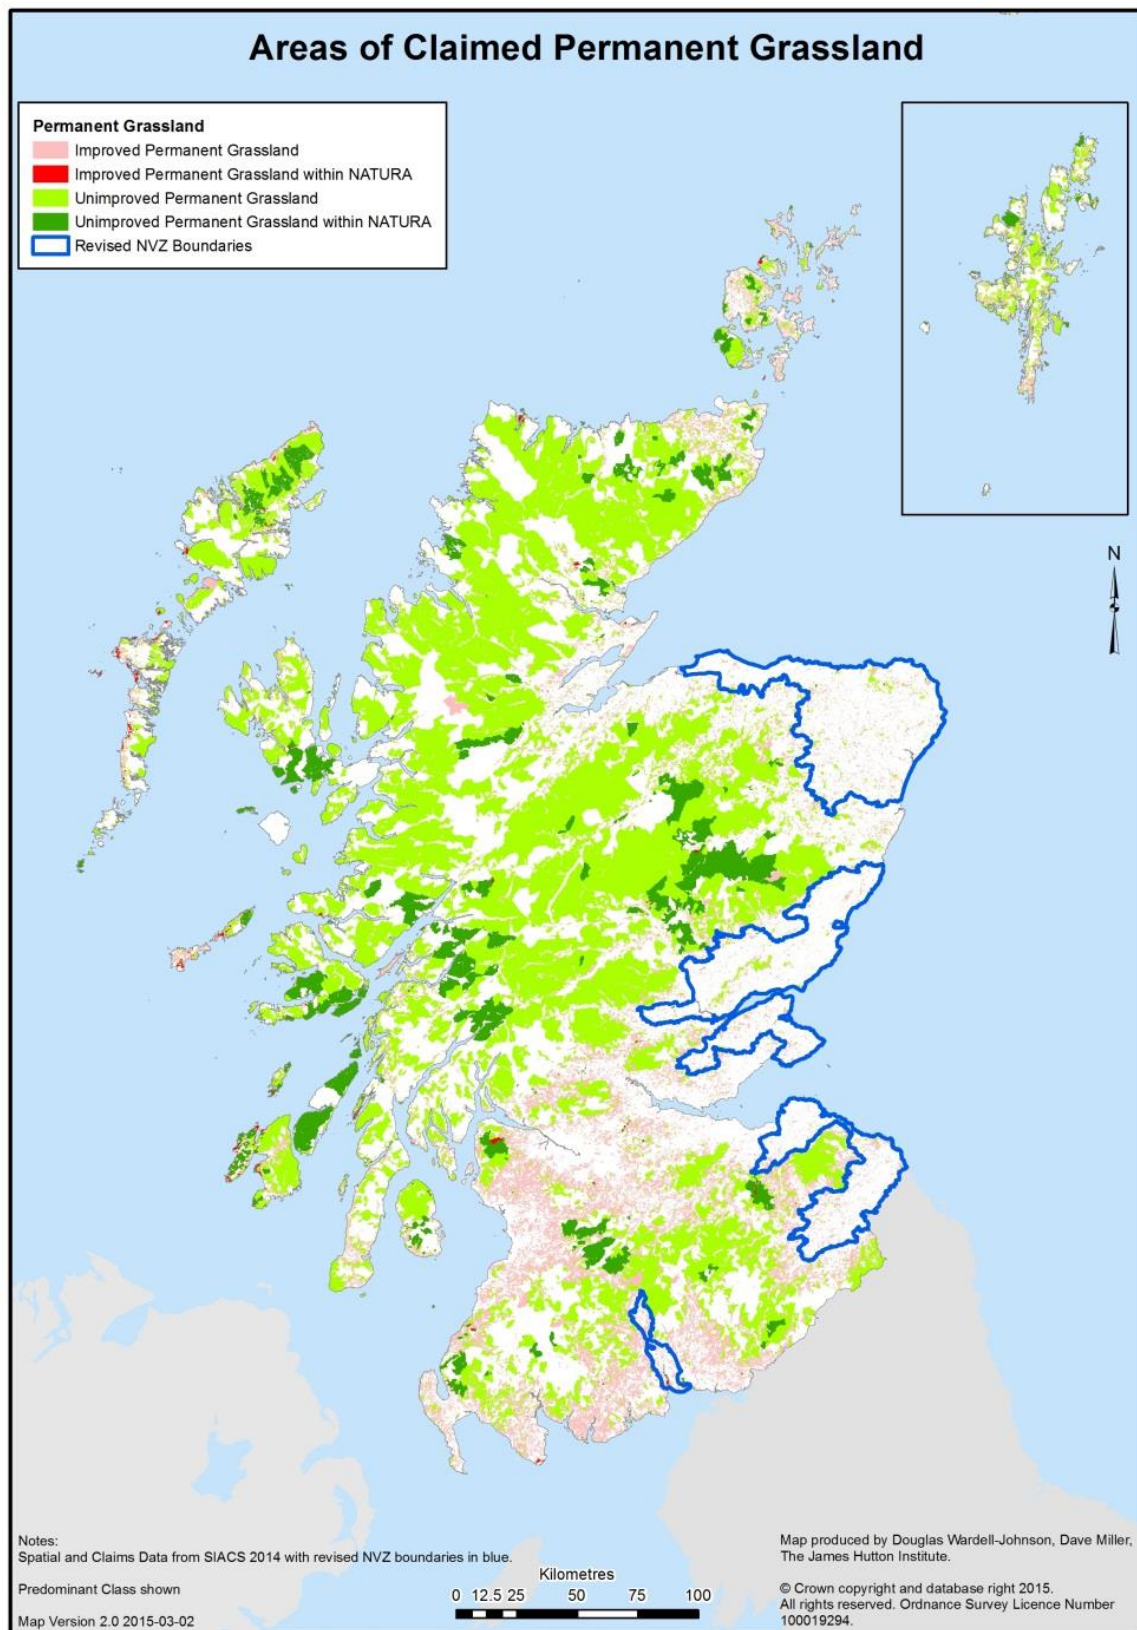 Areas of Claimed Permanent Grassland
Permanent Grassland
Improved Permanent Grassland
Improved Permanent Grassland within NATURA
Unimproved Permanent Grassland
Unimproved Permanent Grassland within NATURA
Revised NVZ Boundaries
N
Notes:
Spatial and Claims Data from SIACS 2014 with revised NVZ boundaries in blue.
Predominant Class shown
Map Version 2.0 2015-03-02
Kilometres
0 12.5 25 50 75 100
Map produced by Douglas Wardell-Johnson, Dave Miller,
The James Hutton Institute.
© Crown copyright and database right 2015.
All rights reserved. Ordnance Survey Licence Number
100019294.